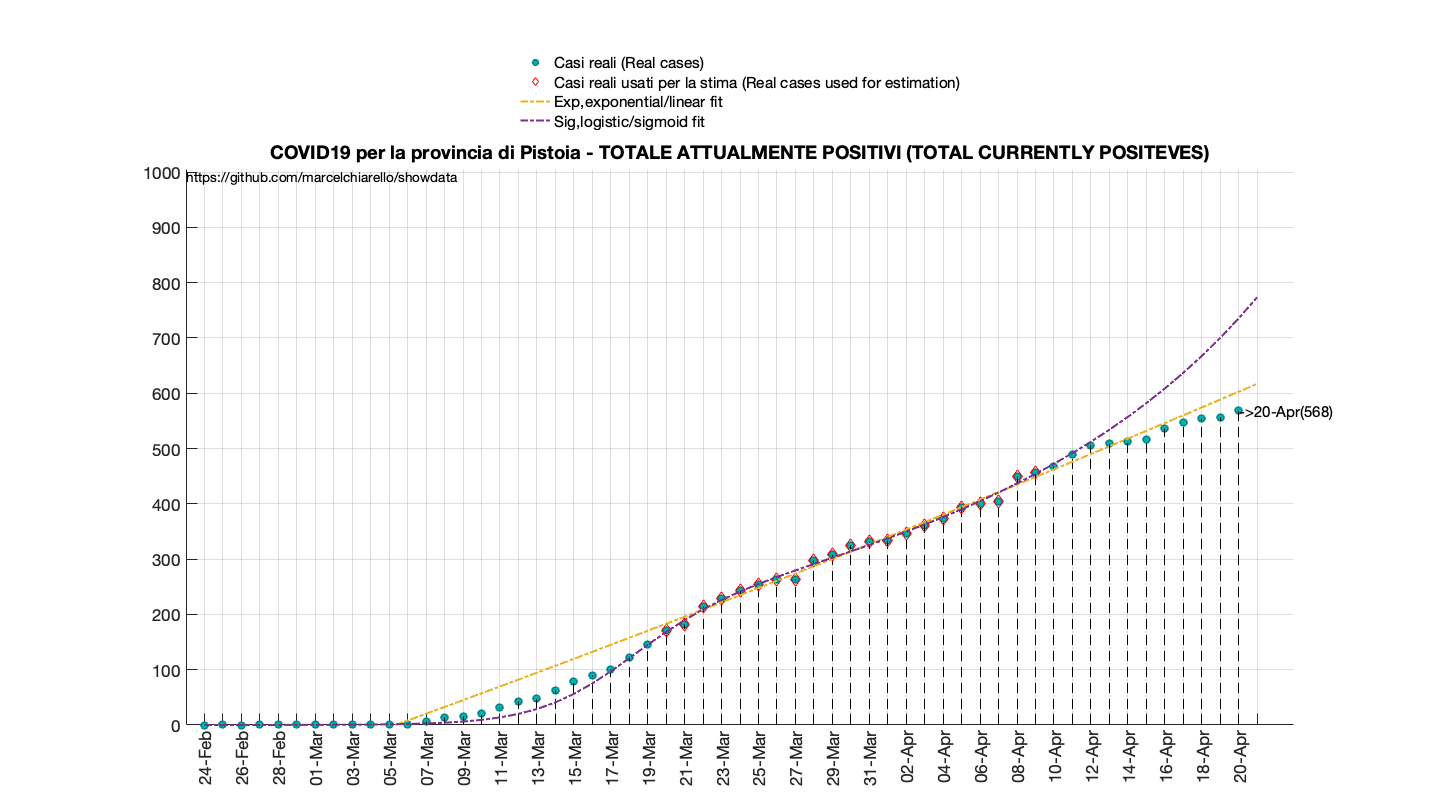 Casi reali (Real cases)
Casi reali usati per la stima (Real cases used for estimation)
Exp,exponential/linear fit
Sig,logistic/sigmoid fit
COVID19 per la provincia di Pistoia - TOTALE ATTUALMENTE POSITIVI (TOTAL CURRENTLY POSITEVES)
https://github.com/marcelchiarello/showdata
1000
900
800
700
600
500
400
300
200
100
0
->20-Apr(568)
24-Feb
26-Feb
28-Feb
01-Mar
03-Mar
05-Mar
07-Mar
09-Mar
11-Mar
13-Mar
15-Mar
17-Mar
19-Mar
21-Mar
23-Mar
25-Mar
27-Mar
29-Mar
31-Mar
02-Apr
04-Apr
06-Apr
08-Apr
10-Apr
12-Apr
14-Apr
16-Apr
18-Apr
20-Apr